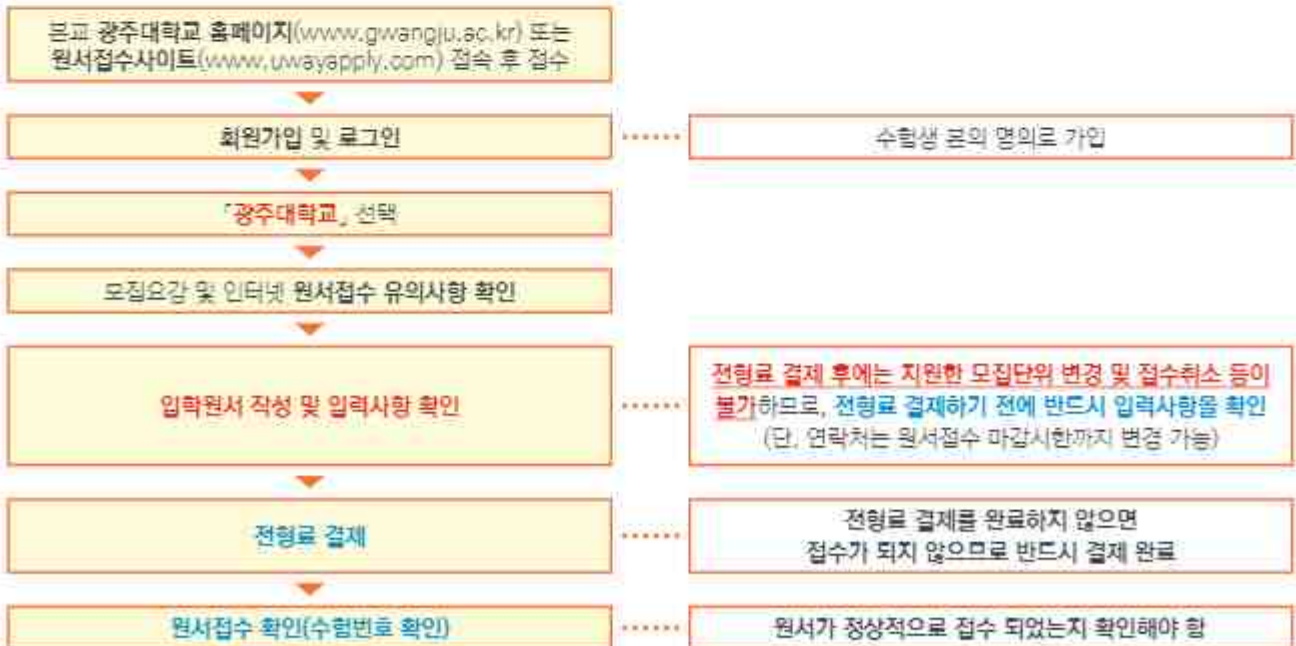 본교 광주대학교 홈페이지(www.gwangju.ac.kr) 또는
원서접수사이트(www.uwayapply.com) 접속 후 접수
회원가입 및 로그인
수험생 본의 명의로 가입
「광주대학교」 선택
모집요강 및 인터넷 원서접수 유의사항 확인
입학원서 작성 및 입력사항 확인
전형료 결제 후에는 지원한 모집단위 변경 및 접수취소 등이
불가하므로, 전형료 결제하기 전에 반드시 입력사항을 확인
(단, 연락처는 원서접수 마감시한까지 변경 가능)
전형료 결제
전형료 결제를 완료하지 않으면
접수가 되지 않으므로 반드시 결제 완료
원서접수 확인(수험번호 확인)
원서가 정상적으로 접수 되었는지 확인해야 함